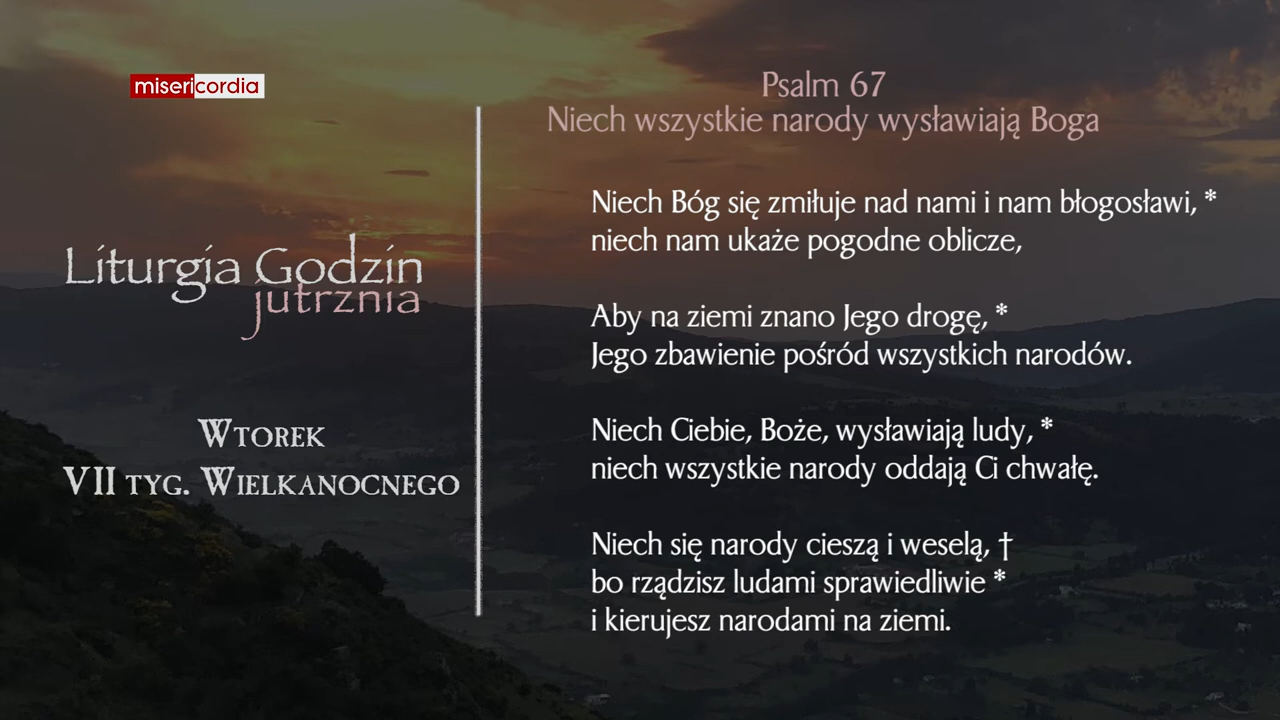 misericordia
Liturgia Godzin
jutrznia
Wtorek
VII tyg. Wielkanocnego
Psalm 67
Niech wszystkie narody wysławiają Boga
Niech Bóg się zmiłuje nad nami i nam błogosławi, *
niech nam ukaże pogodne oblicze,
Aby na ziemi znano Jego drogę, *
Jego zbawienie pośród wszystkich narodów.
Niech Ciebie, Boże, wysławiają ludy, *
niech wszystkie narody oddają Ci chwałę.
Niech się narody cieszą i weselą, †
bo rządzisz ludami sprawiedliwie *
i kierujesz narodami na ziemi.